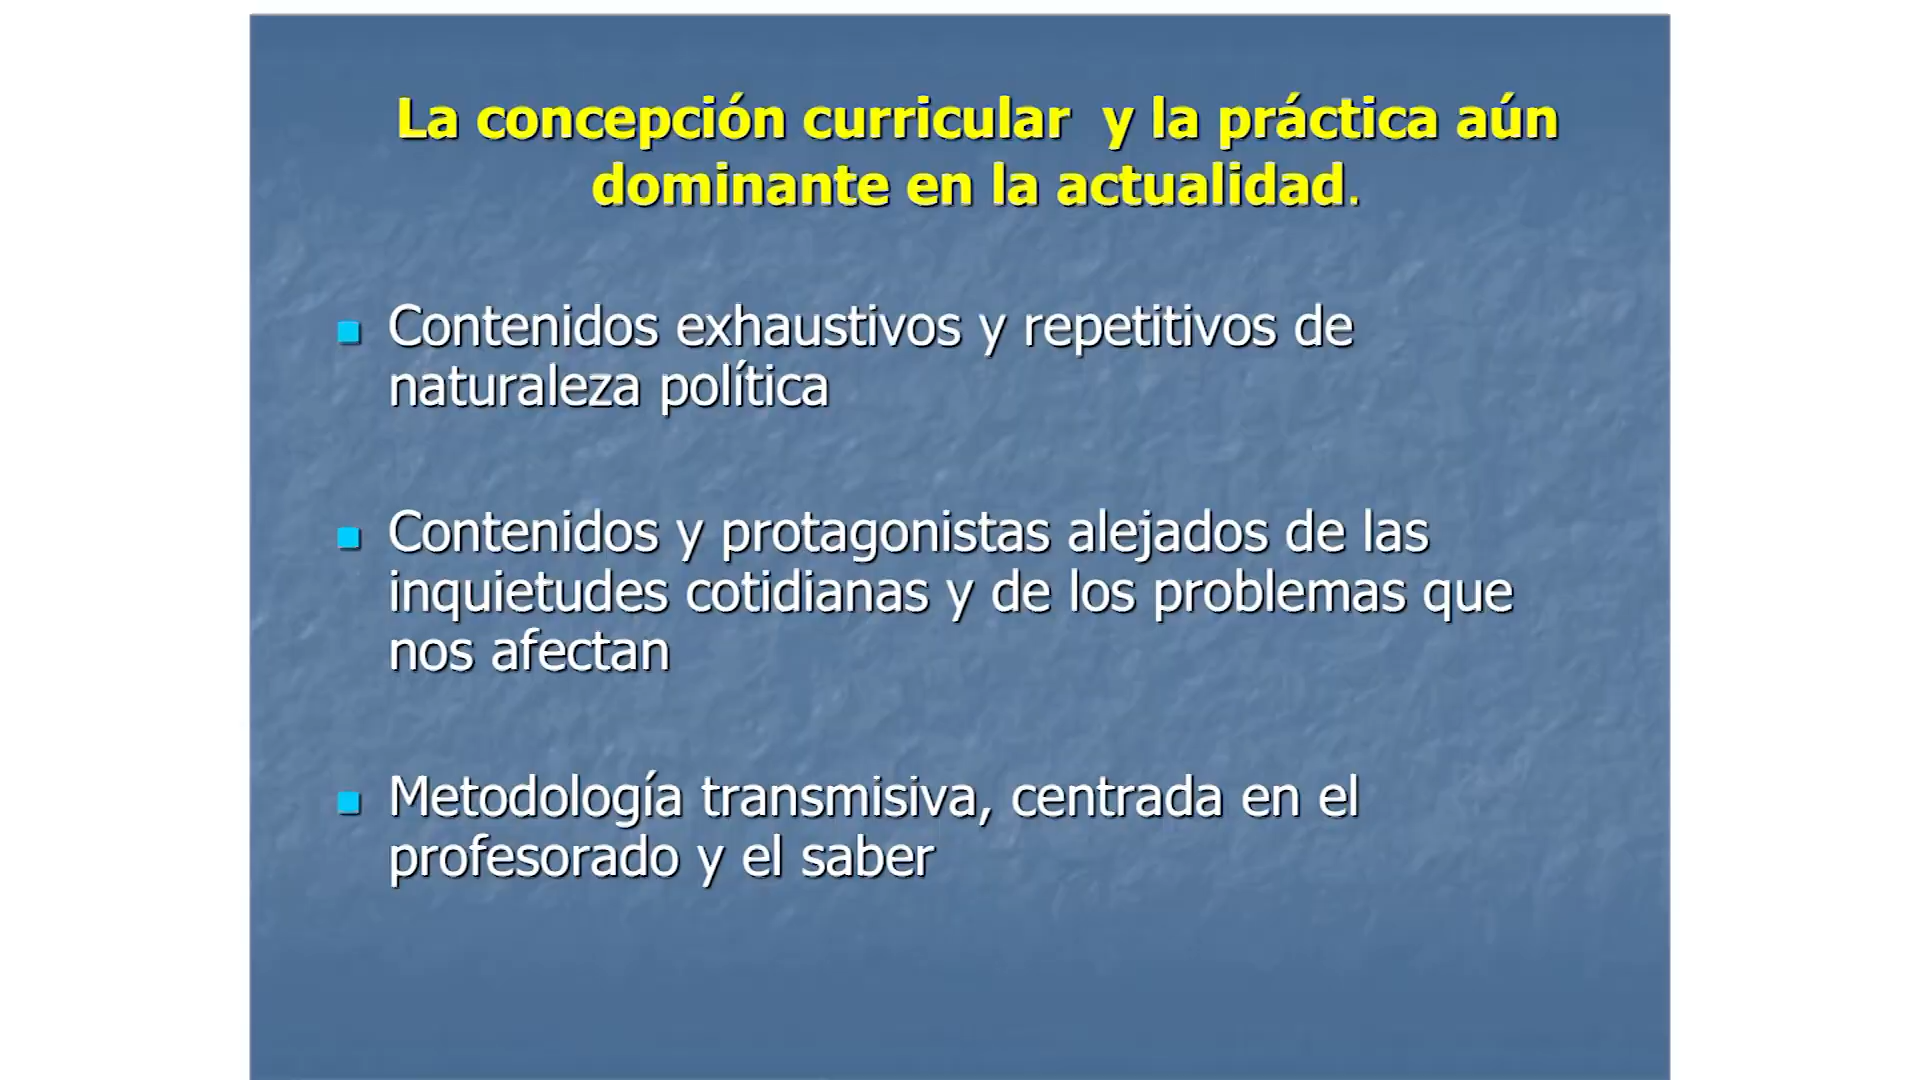 La concepción curricular  y la práctica aún
dominante en la actualidad.
Contenidos exhaustivos y repetitivos de
naturaleza política
Contenidos y protagonistas alejados de las
inquietudes cotidianas y de los problemas que
nos afectan
Metodología transmisiva, centrada en el
profesorado y el saber